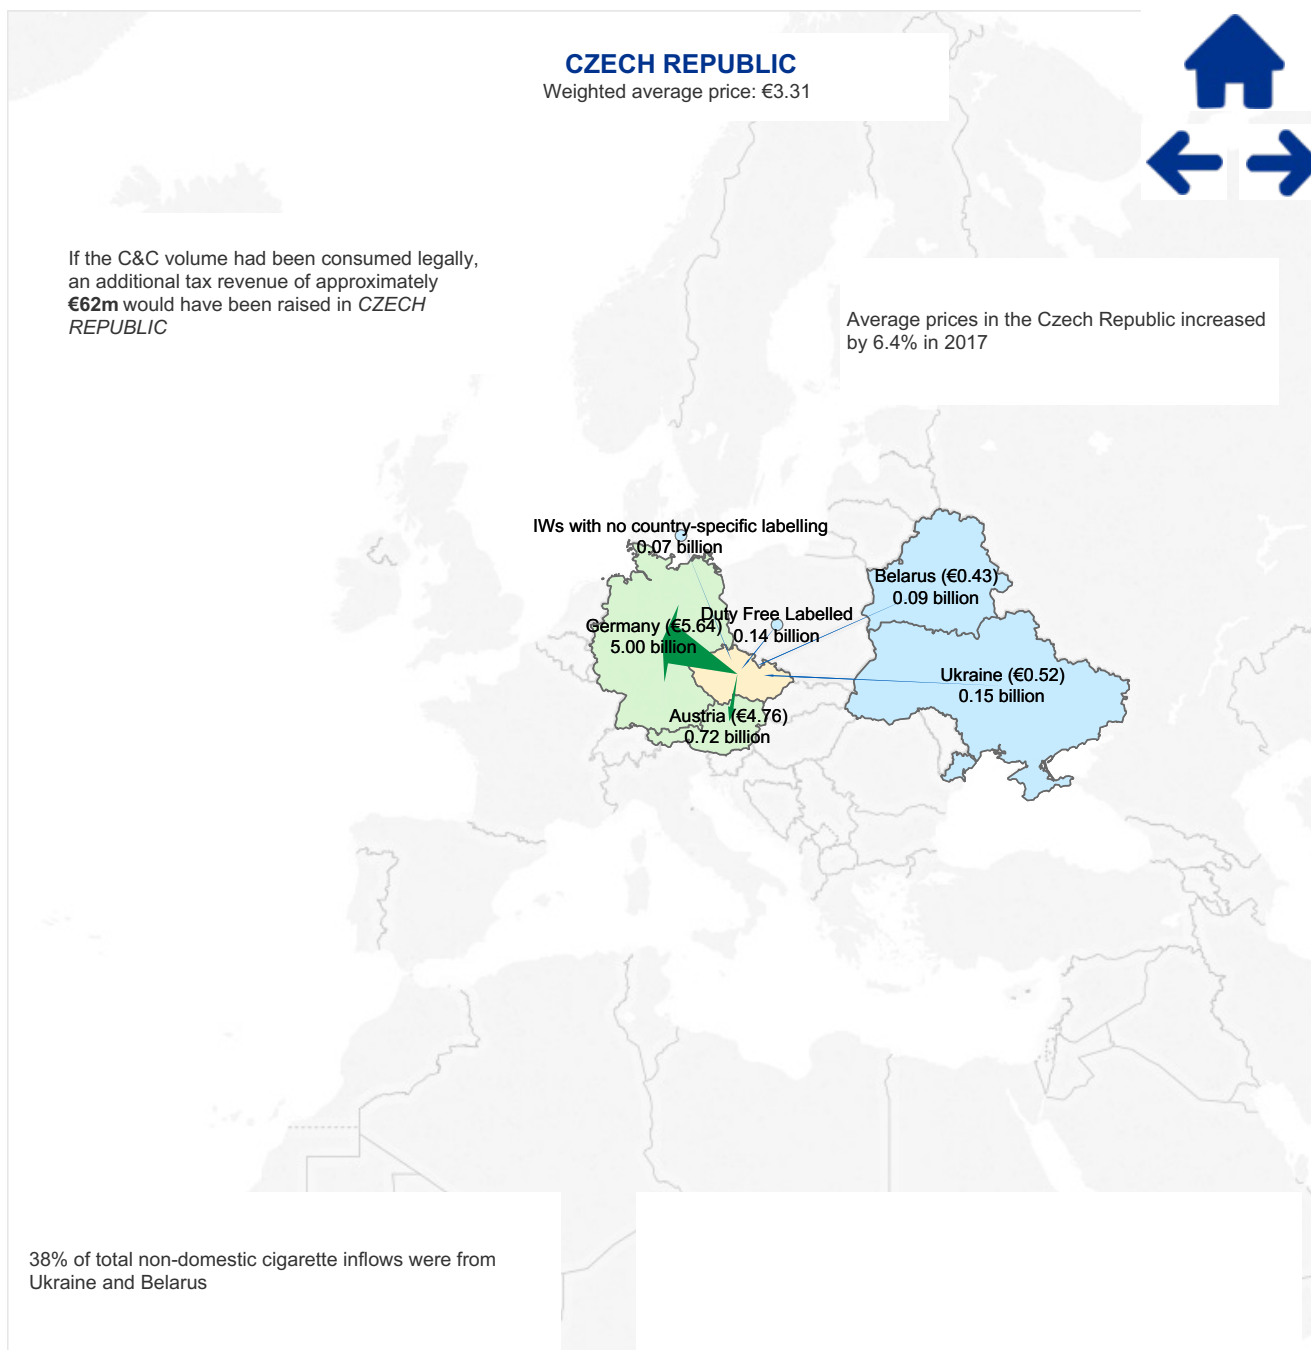 CZECH REPUBLIC
Weighted average price: €3.31
If the C&C volume had been consumed legally,
an additional tax revenue of approximately
€62m would have been raised in CZECH
REPUBLIC
Average prices in the Czech Republic increased
by 6.4% in 2017
IWs with no country-specific labelling
0.07 billion
Belarus (€0.43)
0.09 billion
Duty Free Labelled
0.14 billion
Germany (€5.64)
5.00 billion
Ukraine (€0.52)
0.15 billion
Austria (€4.76)
0.72 billion
38% of total non-domestic cigarette inflows were from
Ukraine and Belarus